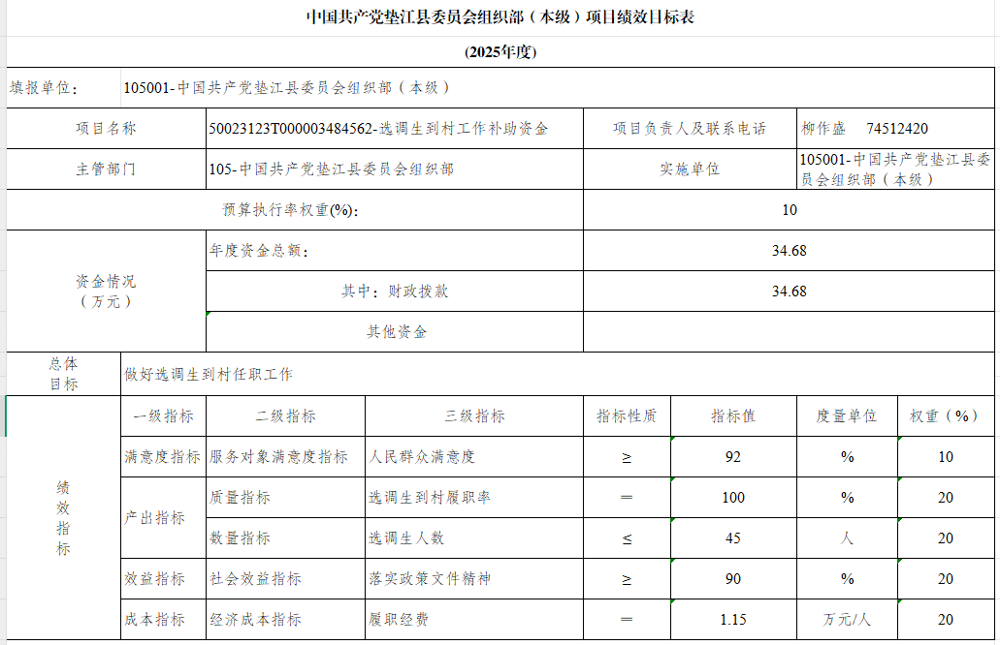 中国共产党垫江县委员会组织部（本级）项目绩效目标表
(2025年度)
填报单位： 105001-中国共产党垫江县委员会组织部（本级）
项目名称 50023123T000003484562-选调生到村工作补助资金 项目负责人及联系电话 柳作盛 74512420
主管部门 105-中国共产党垫江县委员会组织部 实施单位 105001-中国共产党垫江县委
员会组织部（本级）
预算执行率权重(%)： 10
资金情况
（万元）
年度资金总额： 34.68
其中：财政拨款 34.68
其他资金
总体
目标
做好选调生到村任职工作
绩
效
指
标
一级指标 二级指标 三级指标 指标性质 指标值 度量单位 权重（%）
满意度指标 服务对象满意度指标 人民群众满意度 ≥ 92 % 10
产出指标 质量指标 选调生到村履职率 ＝ 100 % 20
数量指标 选调生人数 ≤ 45 人 20
效益指标 社会效益指标 落实政策文件精神 ≥ 90 % 20
成本指标 经济成本指标 履职经费 ＝ 1.15 万元/人 20